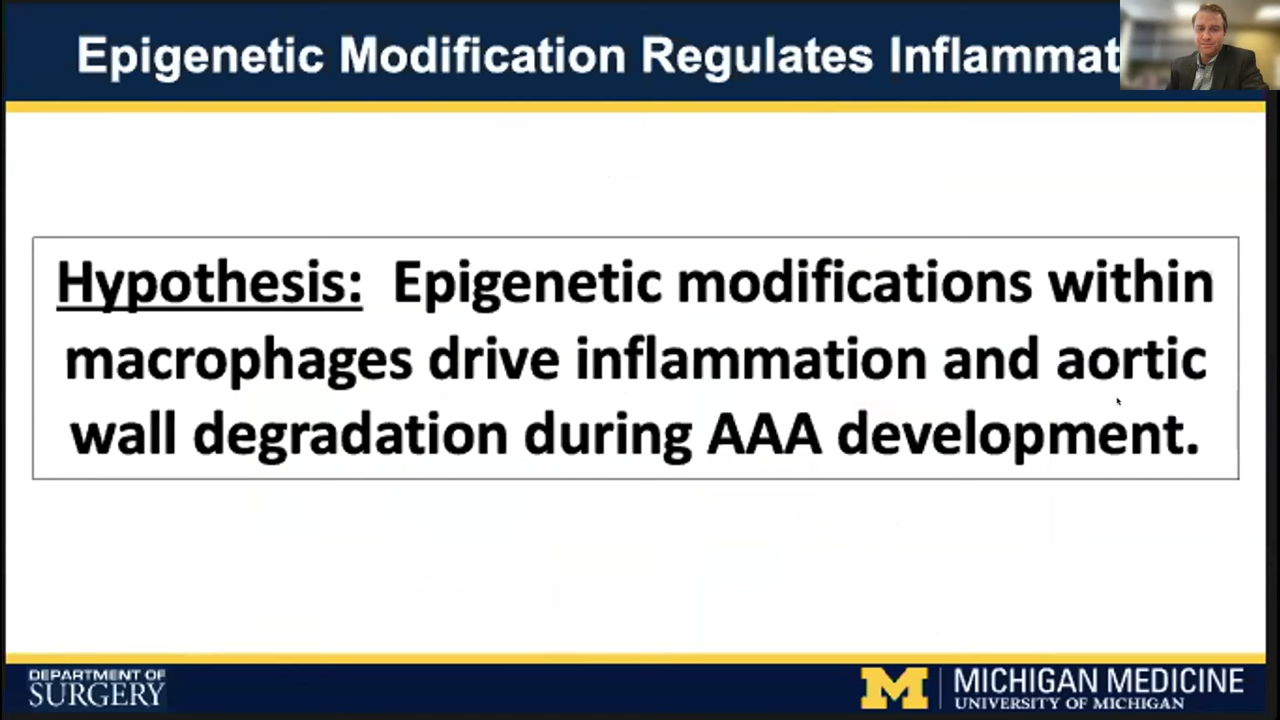 Epigenetic Modification Regulates Inflammat
Hypothesis: Epigenetic modifications within
macrophages drive inflammation and aortic
wall degradation during AAA development.
DEPARTMENT OF
SURGERY
M
MICHIGAN MEDICINE
UNIVERSITY OF MICHIGAN